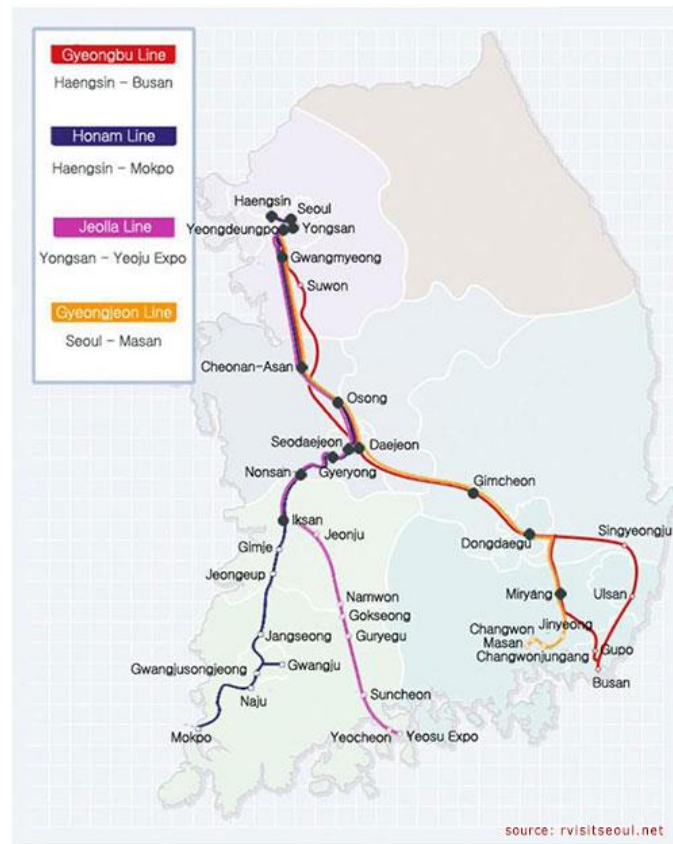 Gyeongbu Line
Haengsin - Busan
Honam Line
Haengsin - Mokpo
Jeolla Line
Yongsan - Yeoju Expo
Gyeongjeon Line
Seoul - Masan
Haengsin
Seoul
Yeongdeungpo
Yongsan
Gwangmyeong
Suwon
Cheonan-Asan
Osong
Seodaejeon
Daejeon
Nonsan
Gyeryong
Gimcheon
Iksan
Jeonju
Dongdaegu
Singyeongju
Gimje
Jeongeup
Namwon
Miryang
Ulsan
Gokseong
Jangseong
Guryegu
Changwon
Jinyeong
Masan
Changwonjungang
Gupo
Gwangjusongjeong
Gwangju
Busan
Naju
Suncheon
Mokpo
Yeocheon
Yeosu Expo
source: rvisitseoul.net